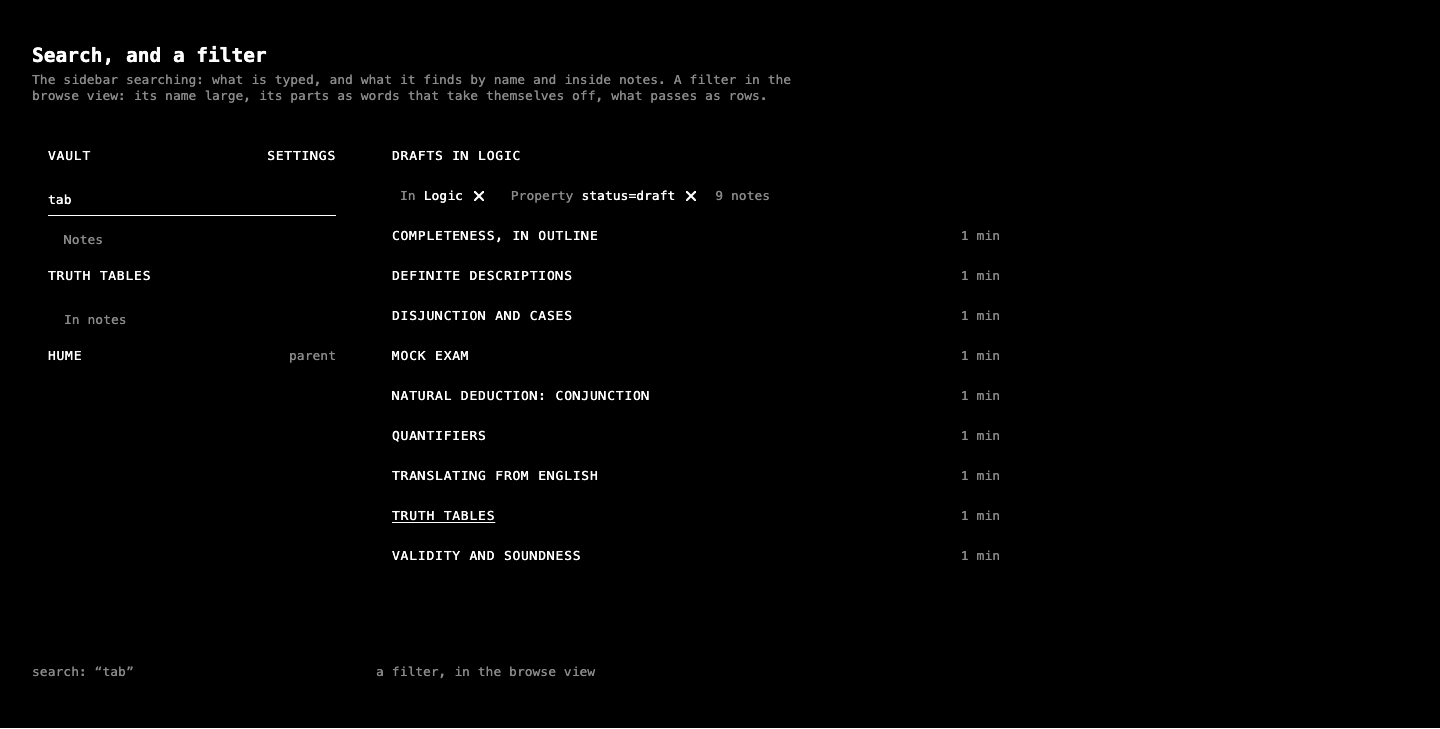 Search, and a filter
The sidebar searching: what is typed, and what it finds by name and inside notes. A filter in the
browse view: its name large, its parts as words that take themselves off, what passes as rows.
VAULT SETTINGS
tab
Notes
TRUTH TABLES
In notes
HUME parent
DRAFTS IN LOGIC
In Logic ✕ Property status=draft ✕ 9 notes
COMPLETENESS, IN OUTLINE 1 min
DEFINITE DESCRIPTIONS 1 min
DISJUNCTION AND CASES 1 min
MOCK EXAM 1 min
NATURAL DEDUCTION: CONJUNCTION 1 min
QUANTIFIERS 1 min
TRANSLATING FROM ENGLISH 1 min
TRUTH TABLES 1 min
VALIDITY AND SOUNDNESS 1 min
search: “tab”
a filter, in the browse view